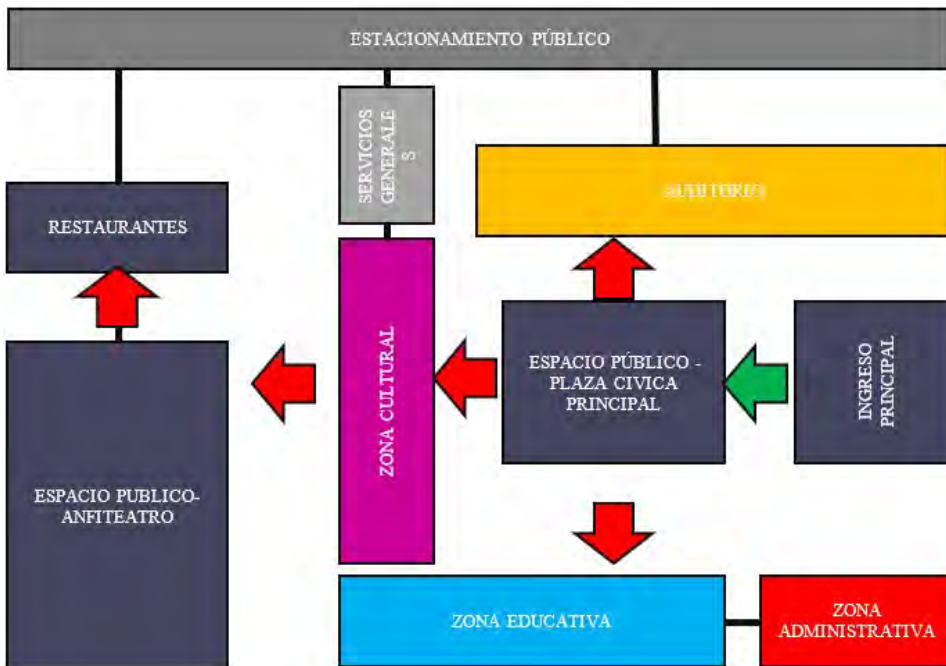 ESTACIONAMIENTO PÚBLICO
SERVICIOS
GENERALE
S
AUDITORIO
RESTAURANTES
ZONA CULTURAL
ESPACIO PÚBLICO -
PLAZA CIVICA
PRINCIPAL
INGRESO
PRINCIPAL
ESPACIO PUBLICO-
ANFITEATRO
ZONA EDUCATIVA
ZONA
ADMINISTRATIVA